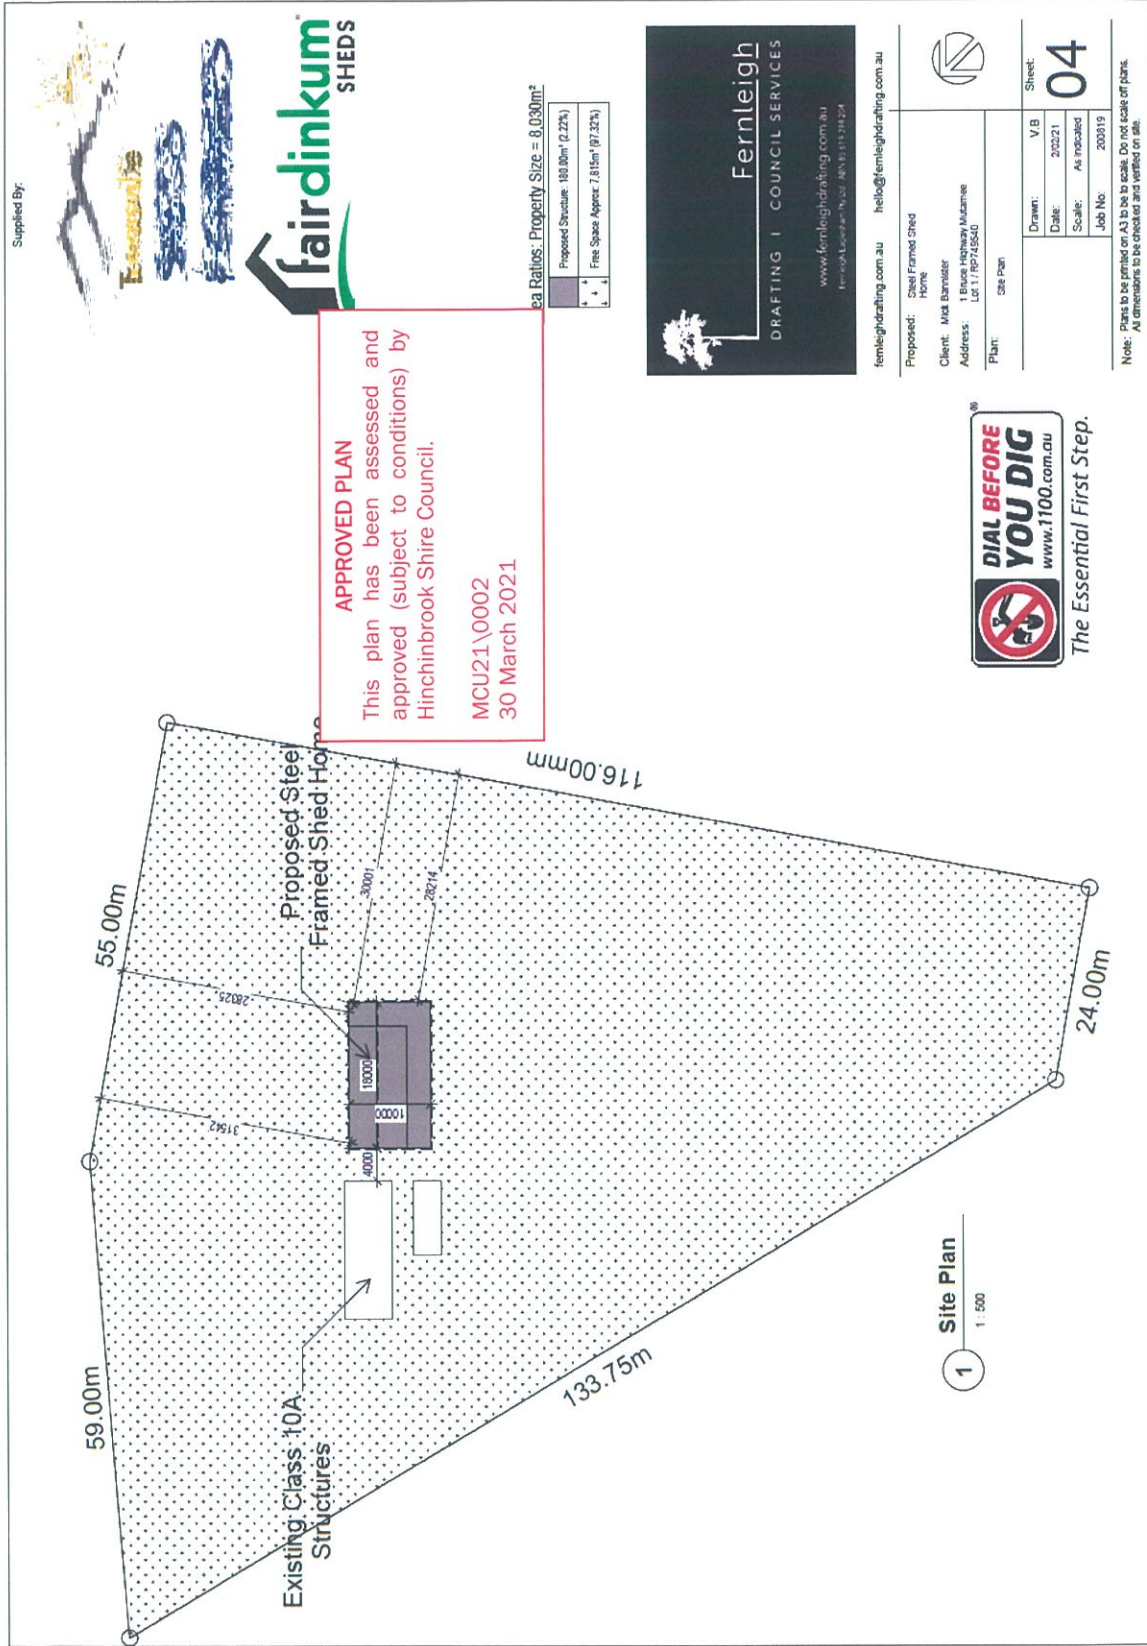 Supplied By:
Townsville
SHEDS
fairdinkum®
SHEDS
ea Ratios: Property Size = 8,030m²
Proposed Structure: 180.00m² (2.22%)
Free Space Approx: 7,815m² (97.32%)
APPROVED PLAN
This plan has been assessed and
approved (subject to conditions) by
Hinchinbrook Shire Council.
MCU21\0002
30 March 2021
Fernleigh
DRAFTING | COUNCIL SERVICES
www.fernleighdrafting.com.au
fernleighdrafting.com.au hello@fernleighdrafting.com.au
Proposed: Steel Framed Shed
Home
Client: Mick Bannister
Address: 1 Bruce Highway Mutarnee
Lot 1 / RP749540
Plan: Site Plan
Drawn: V.B
Date: 2/02/21
Scale: As indicated
Job No: 200819
Sheet:
04
Note: Plans to be printed on A3 to be to scale. Do not scale off plans.
All dimensions to be checked and verified on site.
DIAL BEFORE
YOU DIG
www.1100.com.au
The Essential First Step.
59.00m
55.00m
116.00mm
24.00m
133.75m
Existing Class 10A
Structures
Proposed Steel
Framed Shed Home
31542
28325
30001
28214
4000
18000
10000
1
Site Plan
1 : 500